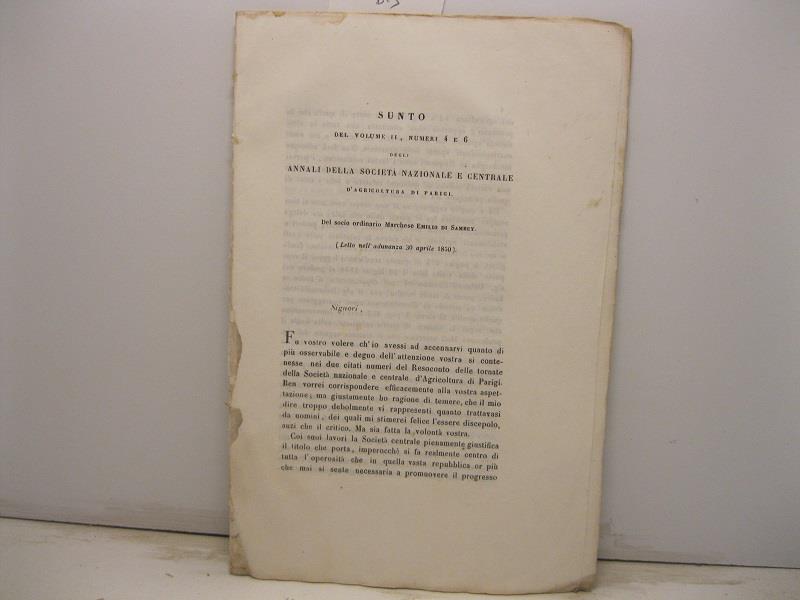 SUNTO
DEL VOLUME II, NUMERI 4 E 6
DEGLI
ANNALI DELLA SOCIETÀ NAZIONALE E CENTRALE
D'AGRICOLTURA DI PARIGI.
Del socio ordinario Marchese EMILIO DI SAMBUY.
(Letto nell'adunanza 30 aprile 1850).
Signori,
Fu vostro volere ch'io avessi ad accennarvi quanto di
più osservabile e degno dell'attenzione vostra si conte-
nesse nei due citati numeri del Resoconto delle tornate
della Società nazionale e centrale d'Agricoltura di Parigi.
Ben vorrei corrispondere efficacemente alla vostra aspet-
tazione; ma giustamente ho ragione di temere, che il mio
dire troppo debolmente vi rappresenti quanto trattavasi
da uomini, dei quali mi stimerei felice l'essere discepolo,
anzi che il critico. Ma sia fatta la volontà vostra.
Coi suoi lavori la Società centrale pienamente giustifica
il titolo che porta, imperocchè si fa realmente centro di
tutta l'operosità che in quella vasta repubblica or più
che mai si sente necessaria a promuovere il progresso